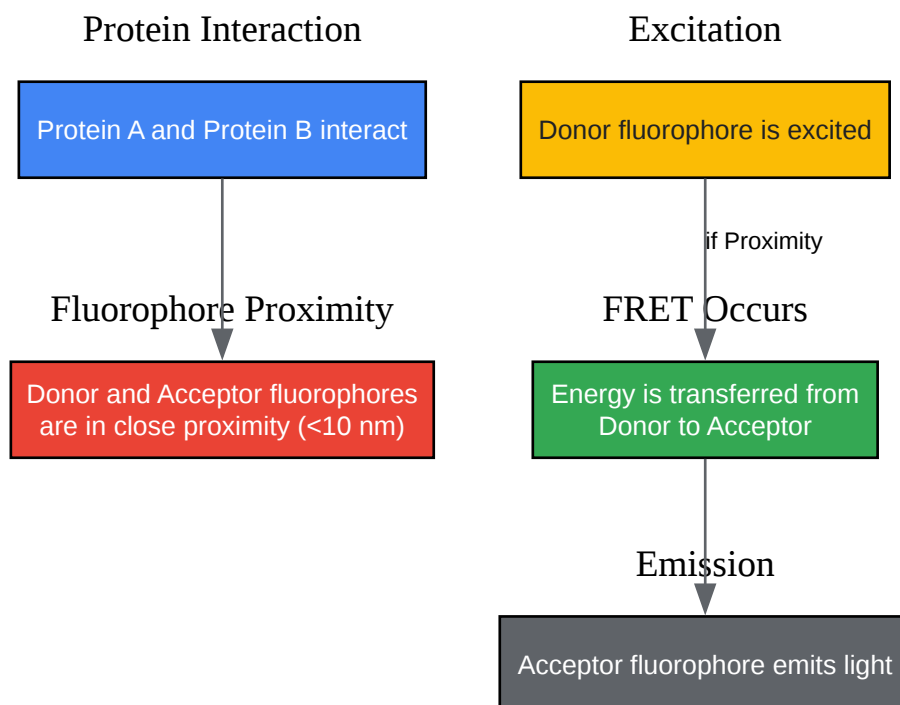 Protein Interaction
Protein A and Protein B interact
Fluorophore Proximity
Donor and Acceptor fluorophores
are in close proximity (<10 nm)
Excitation
Donor fluorophore is excited
if Proximity
FRET Occurs
Energy is transferred from
Donor to Acceptor
Emission
Acceptor fluorophore emits light